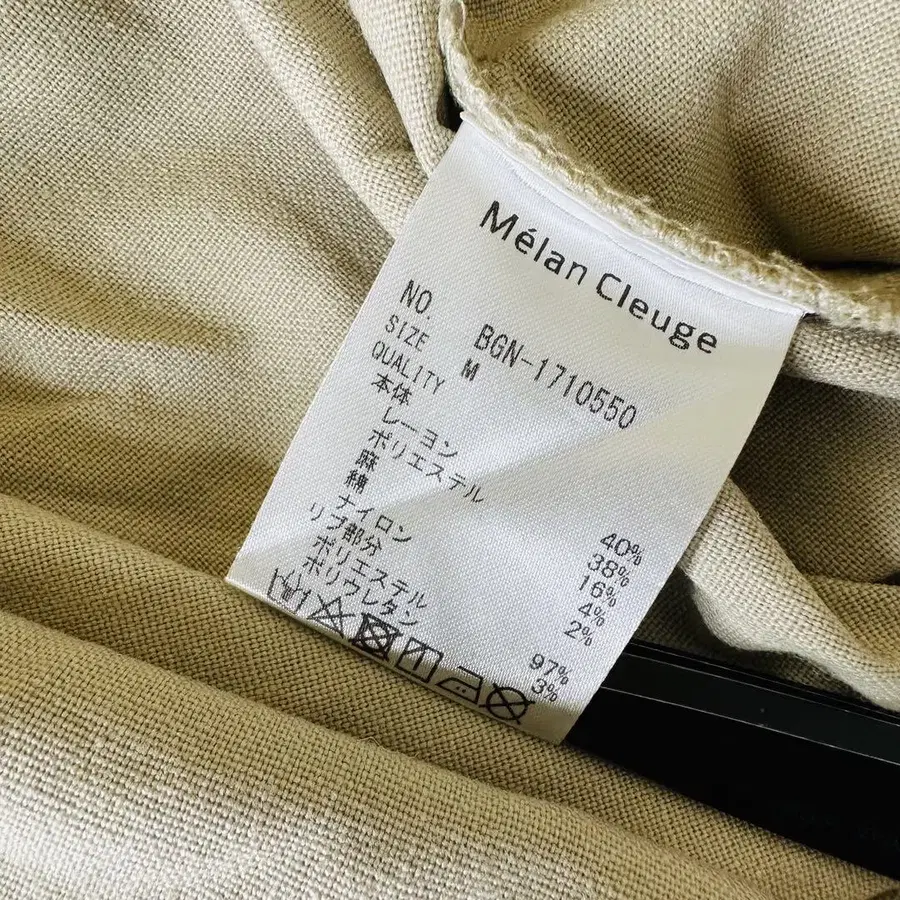 Mélan Cleuge
NO. BGN-1710550
SIZE M
QUALITY
本体
レーヨン 40%
ポリエステル 38%
麻 16%
綿 4%
ナイロン 2%
リブ部分
ポリエステル 97%
ポリウレタン 3%